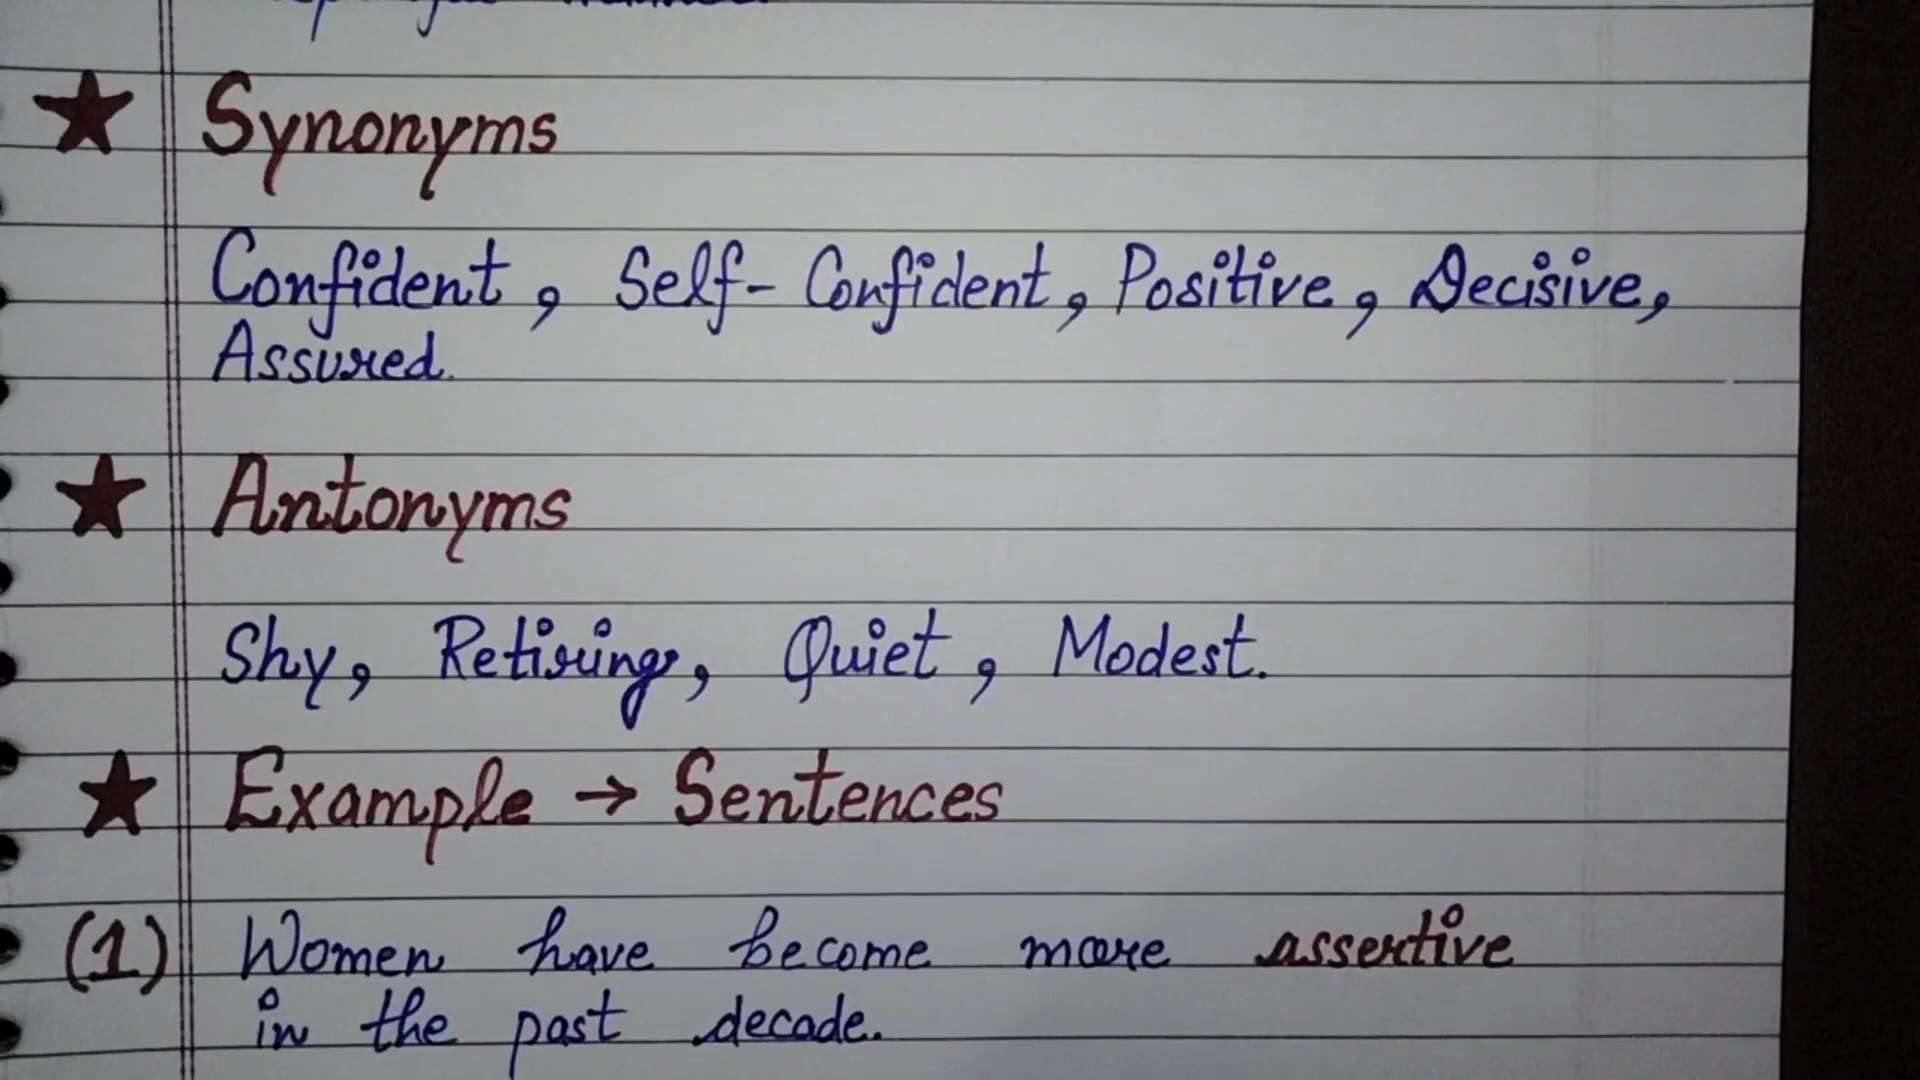 ★ Synonyms
Confident, Self-Confident, Positive, Decisive,
Assured.
★ Antonyms
Shy, Retiring, Quiet, Modest.
★ Example → Sentences
(1) Women have become more assertive
in the past decade.